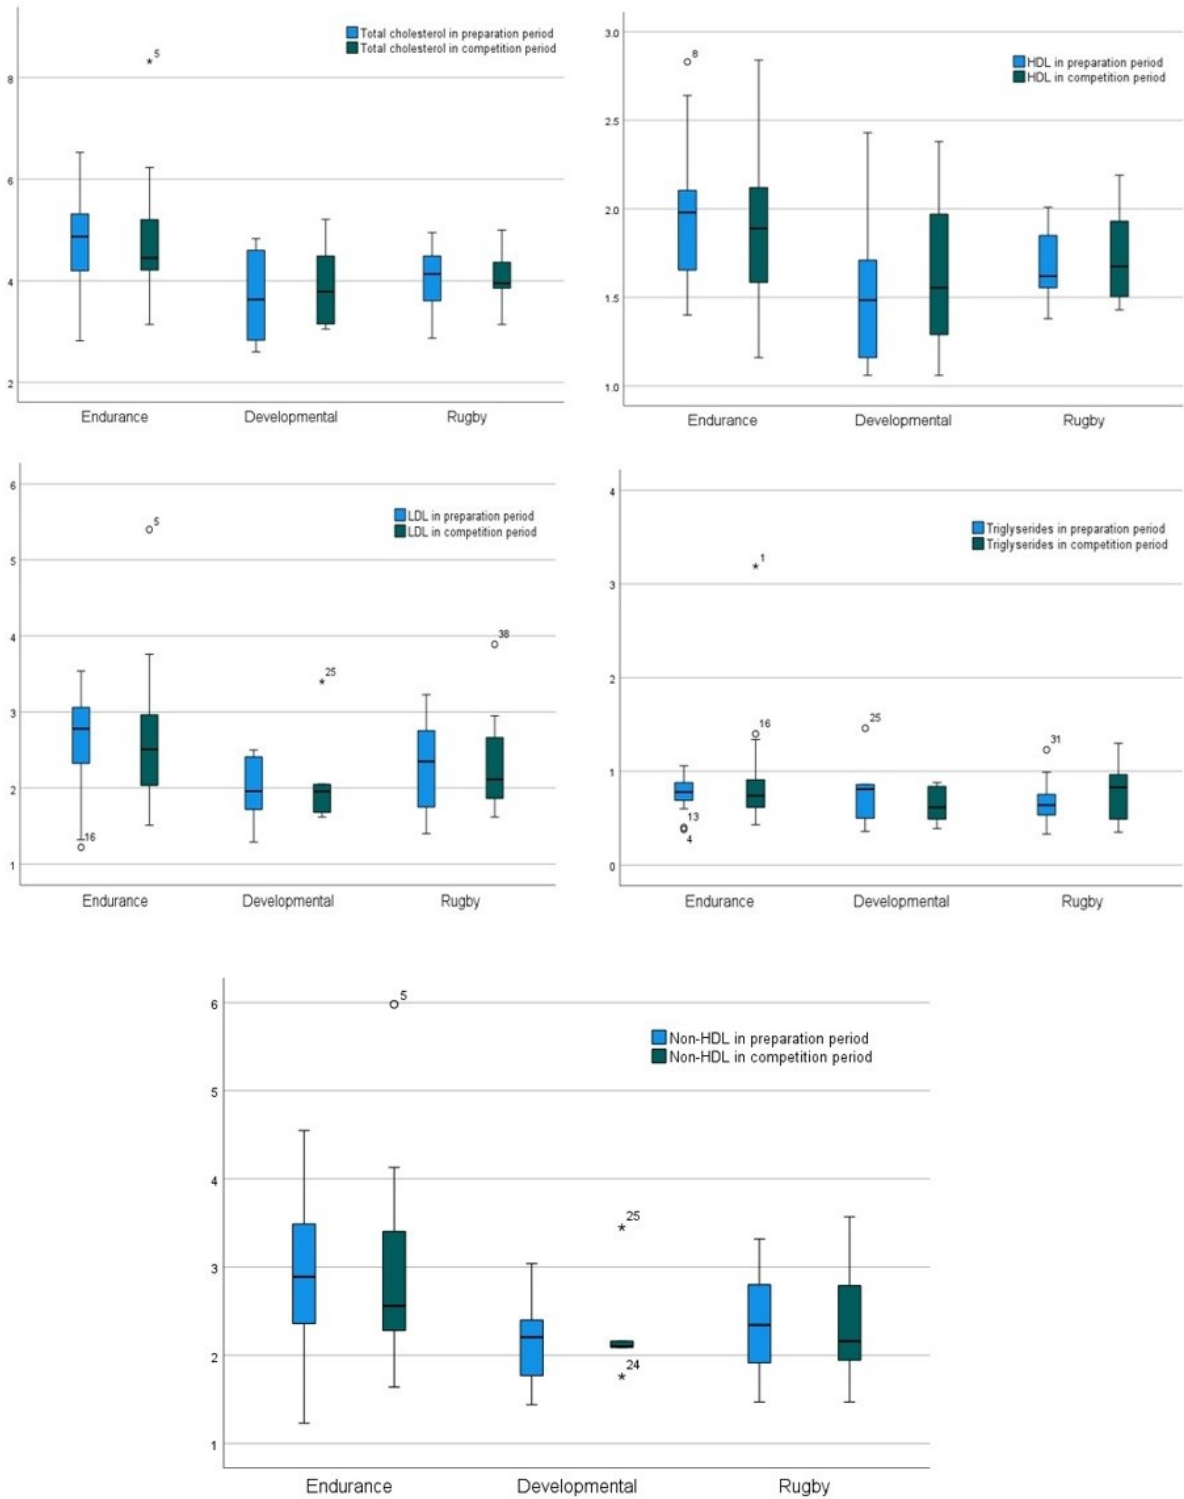 Total cholesterol in preparation period
Total cholesterol in competition period
*5
8
6
4
2
Endurance Developmental Rugby
HDL in preparation period
HDL in competition period
8
3.0
2.5
2.0
1.5
1.0
Endurance Developmental Rugby
LDL in preparation period
LDL in competition period
6
5
4
3
2
1
5
38
*25
16
Endurance Developmental Rugby
Triglyserides in preparation period
Triglyserides in competition period
4
3
2
1
0
*1
16
25
31
13
4
Endurance Developmental Rugby
Non-HDL in preparation period
Non-HDL in competition period
6
5
4
3
2
1
5
25
*
24
*
Endurance Developmental Rugby